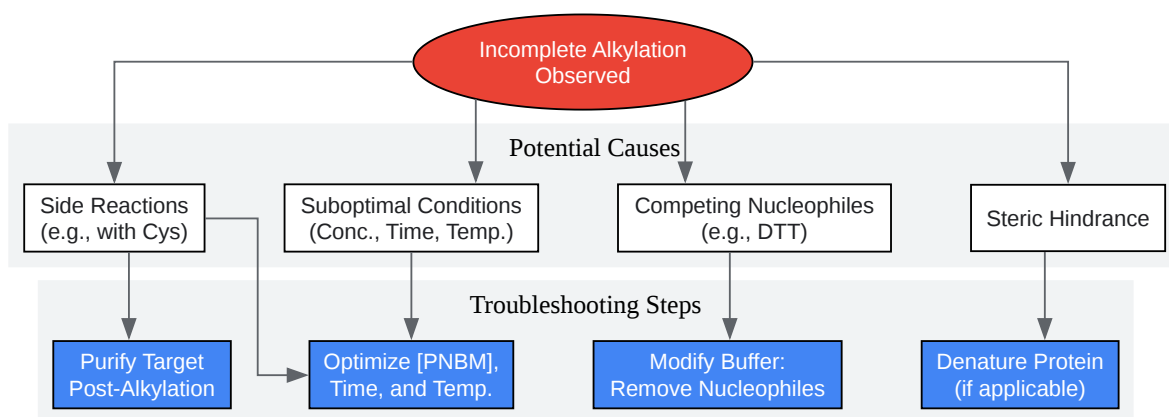 Incomplete Alkylation
Observed
Potential Causes
Side Reactions
(e.g., with Cys)
Suboptimal Conditions
(Conc., Time, Temp.)
Competing Nucleophiles
(e.g., DTT)
Steric Hindrance
Troubleshooting Steps
Purify Target
Post-Alkylation
Optimize [PNBM],
Time, and Temp.
Modify Buffer:
Remove Nucleophiles
Denature Protein
(if applicable)